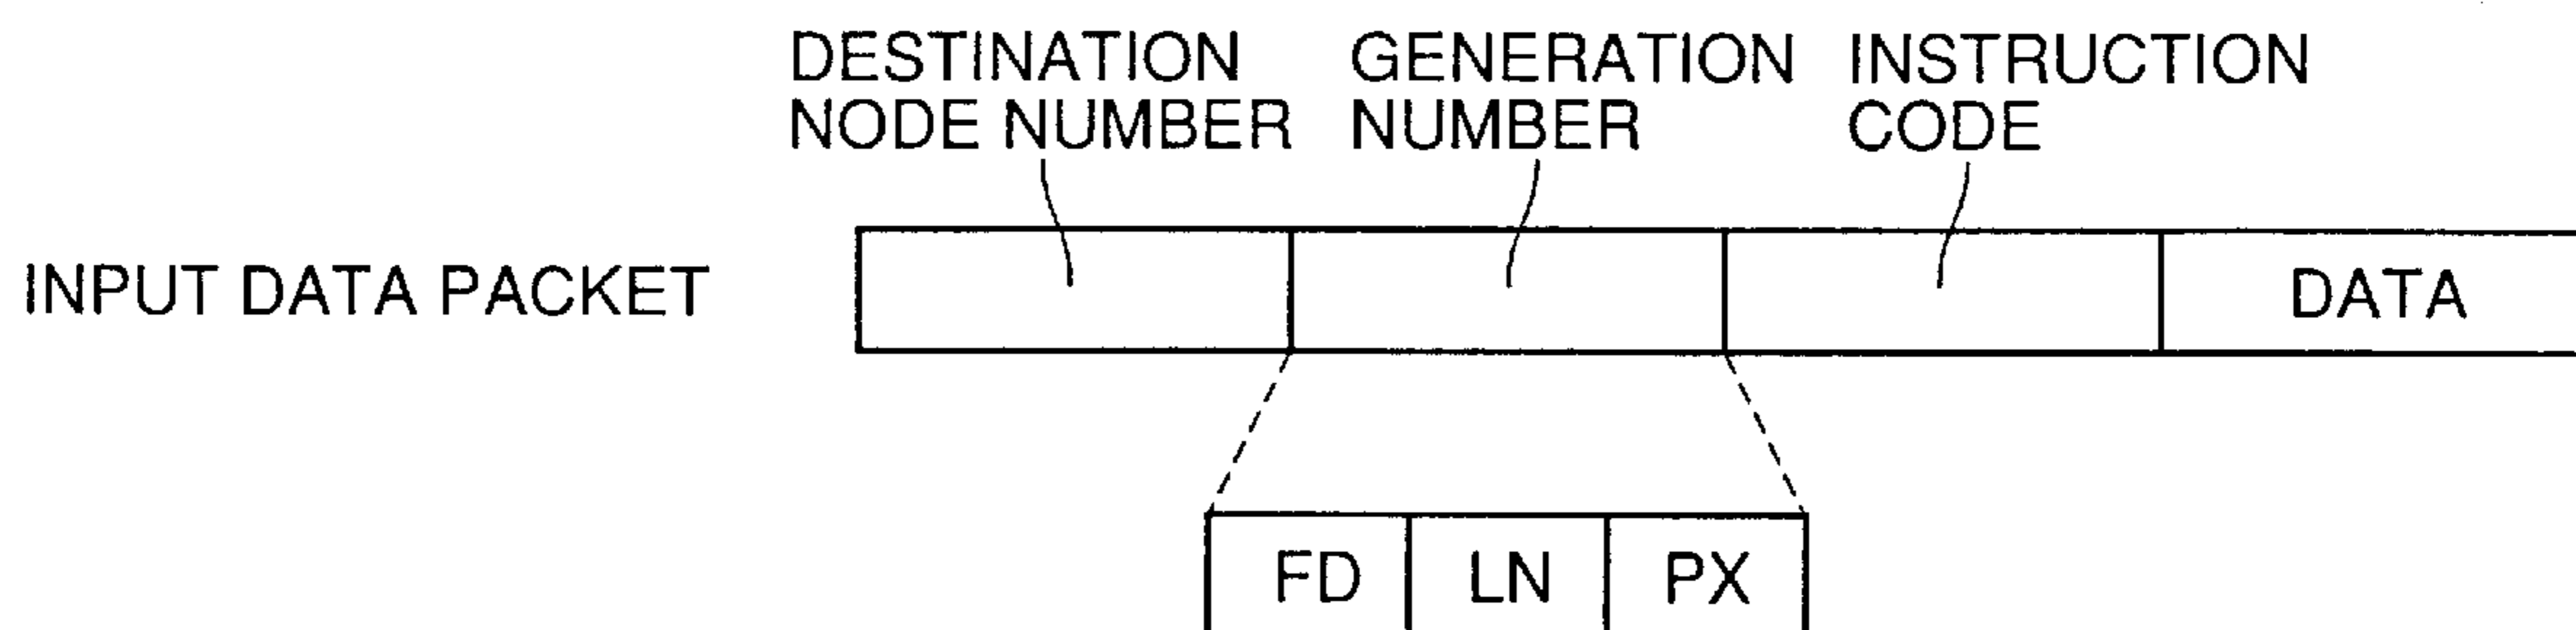 DESTINATION
NODE NUMBER
GENERATION
NUMBER
INSTRUCTION
CODE
INPUT DATA PACKET
DATA
FD LN PX